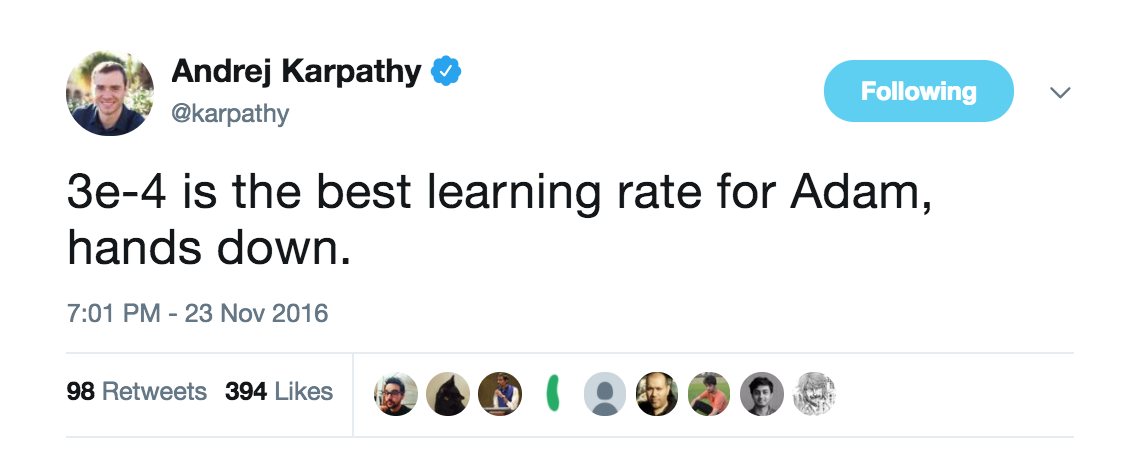 Andrej Karpathy
@karpathy
Following
3e-4 is the best learning rate for Adam,
hands down.
7:01 PM - 23 Nov 2016
98 Retweets 394 Likes